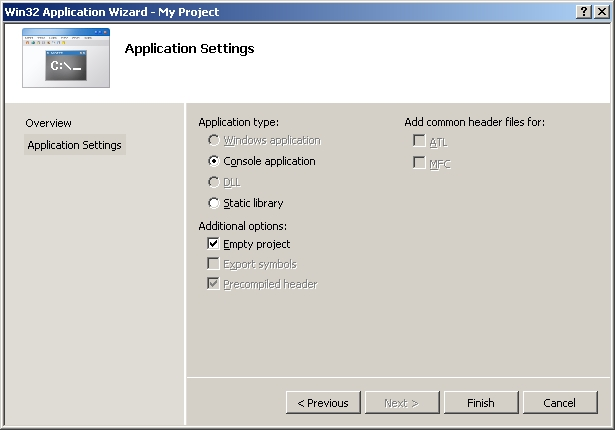 Win32 Application Wizard - My Project
C:\_
Application Settings
Overview
Application Settings
Application type:
Windows application
Console application
DLL
Static library
Additional options:
Empty project
Export symbols
Precompiled header
Add common header files for:
ATL
MFC
< Previous
Next >
Finish
Cancel